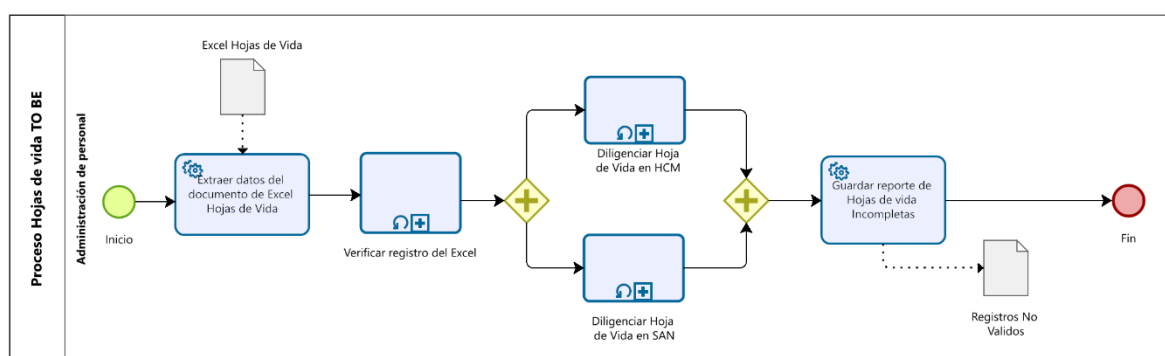 Proceso Hojas de vida TO BE
Administración de personal
Excel Hojas de Vida
Inicio
Extraer datos del
documento de Excel
Hojas de Vida
Verificar registro del Excel
Diligenciar Hoja
de Vida en HCM
Diligenciar Hoja
de Vida en SAN
Guardar reporte de
Hojas de vida
Incompletas
Registros No
Validos
Fin